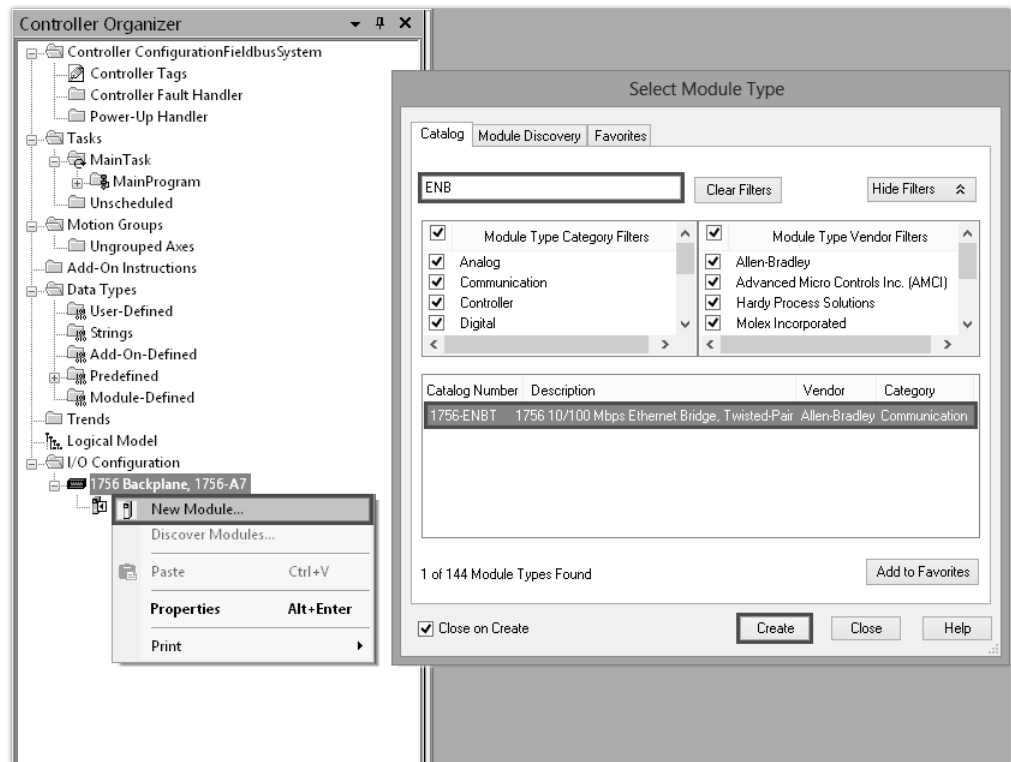 Controller Organizer
Controller ConfigurationFieldbusSystem
Controller Tags
Controller Fault Handler
Power-Up Handler
Tasks
MainTask
MainProgram
Unscheduled
Motion Groups
Ungrouped Axes
Add-On Instructions
Data Types
User-Defined
Strings
Add-On-Defined
Predefined
Module-Defined
Trends
Logical Model
I/O Configuration
1756 Backplane, 1756-A7
New Module...
Discover Modules...
Paste Ctrl+V
Properties Alt+Enter
Print
Select Module Type
Catalog Module Discovery Favorites
ENB Clear Filters Hide Filters
Module Type Category Filters
Analog
Communication
Controller
Digital
Module Type Vendor Filters
Allen-Bradley
Advanced Micro Controls Inc. (AMCI)
Hardy Process Solutions
Molex Incorporated
Catalog Number Description Vendor Category
1756-ENBT 1756 10/100 Mbps Ethernet Bridge, Twisted-Pair Allen-Bradley Communication
1 of 144 Module Types Found Add to Favorites
Close on Create Create Close Help